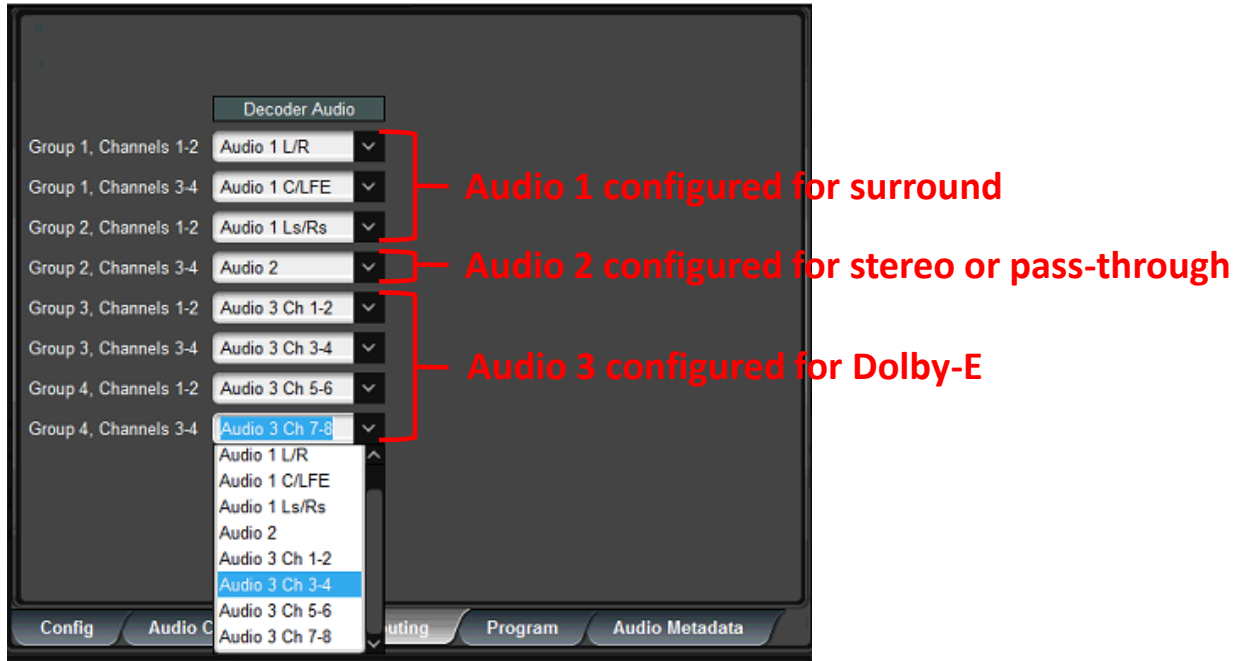 Decoder Audio
Group 1, Channels 1-2 Audio 1 L/R
Group 1, Channels 3-4 Audio 1 C/LFE
Audio 1 configured for surround
Group 2, Channels 1-2 Audio 1 Ls/Rs
Group 2, Channels 3-4 Audio 2
Audio 2 configured for stereo or pass-through
Group 3, Channels 1-2 Audio 3 Ch 1-2
Group 3, Channels 3-4 Audio 3 Ch 3-4
Audio 3 configured for Dolby-E
Group 4, Channels 1-2 Audio 3 Ch 5-6
Group 4, Channels 3-4 Audio 3 Ch 7-8
Audio 1 L/R
Audio 1 C/LFE
Audio 1 Ls/Rs
Audio 2
Audio 3 Ch 1-2
Audio 3 Ch 3-4
Audio 3 Ch 5-6
Audio 3 Ch 7-8
Config Audio C uting Program Audio Metadata